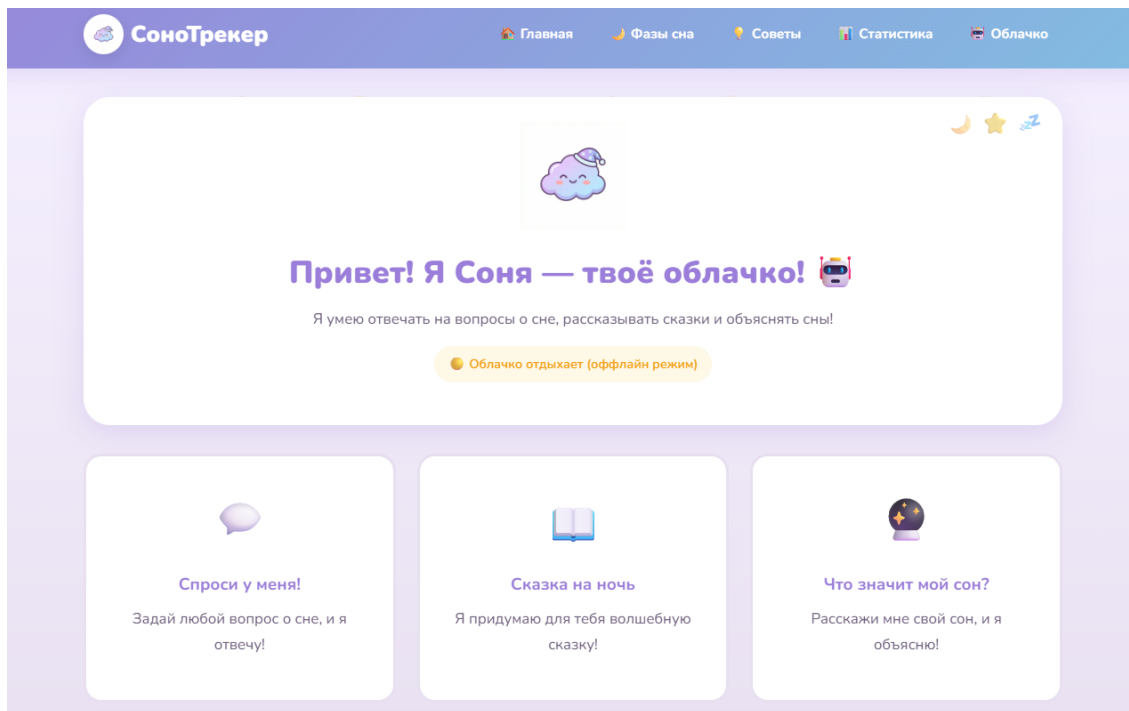 СоноТрекер
Главная
Фазы сна
Советы
Статистика
Облачко
Привет! Я Соня — твоё облачко!
Я умею отвечать на вопросы о сне, рассказывать сказки и объяснять сны!
Облачко отдыхает (оффлайн режим)
Спроси у меня!
Задай любой вопрос о сне, и я
отвечу!
Сказка на ночь
Я придумаю для тебя волшебную
сказку!
Что значит мой сон?
Расскажи мне свой сон, и я
объясню!